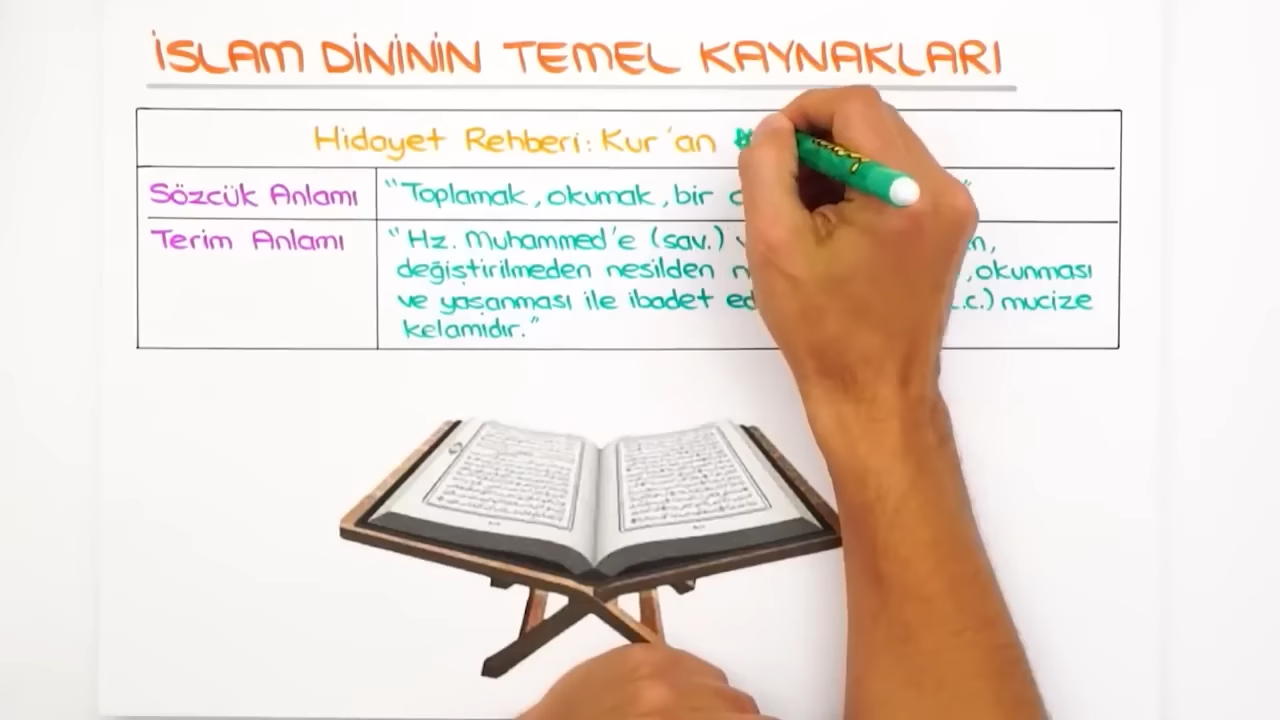 İSLAM DİNİNİN TEMEL KAYNAKLARI
Hidayet Rehberi: Kur'an
Sözcük Anlamı
"Toplamak, okumak, bir
Terim Anlamı
"Hz. Muhammed'e (sav.)
değiştirilmeden nesilden , okunması
ve yaşanması ile ibadet .c.) mucize
kelamıdır."